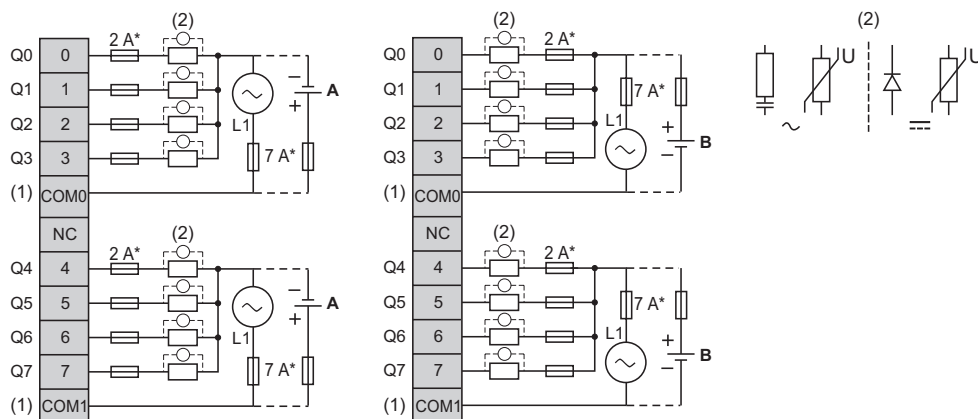 (2) (2) (2)
Q0 0 2 A* Q0 0 2 A* U U
Q1 1 − A Q1 1 7 A*
Q2 2 + Q2 2 +
L1 L1
Q3 3 7 A* Q3 3 − B
(1) COM0 (1) COM0
NC (2) NC (2)
Q4 4 2 A* Q4 4 2 A*
Q5 5 − A Q5 5 7 A*
Q6 6 + Q6 6 +
L1 L1
Q7 7 7 A* Q7 7 − B
(1) COM1 (1) COM1